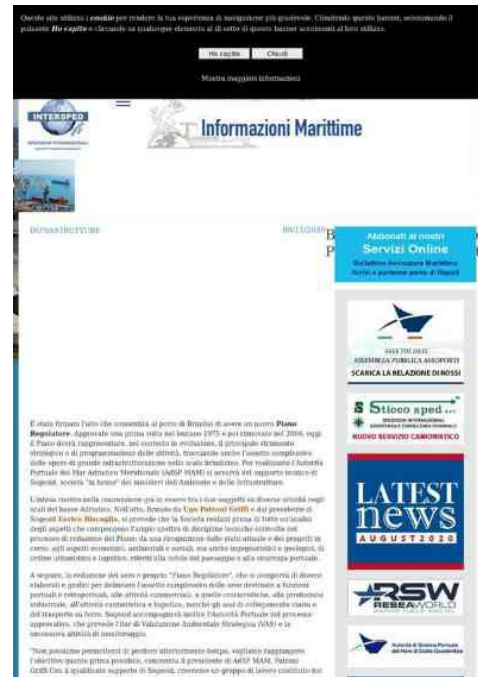 Questo sito utilizza i cookie per rendere la tua esperienza di navigazione più gradevole. Chiudendo questo banner, selezionando il
pulsante Ho capito o cliccando su qualunque elemento al di sotto di questo banner acconsenti al loro utilizzo.
Ho capito
Chiudi
Mostra maggiori informazioni
INTERSPED
Informazioni Marittime
INFRASTRUTTURE
B
P
Abbonati ai nostri
Servizi Online
Bollettino Avvisatore Marittimo
Arrivi e partenze porto di Napoli
SAVE THE DATE
ASSEMBLEA PUBBLICA ASSOPORTI
SCARICA LA RELAZIONE DI ROSSI
Sticco sped
NUOVO SERVIZIO CAMIONISTICO
LATEST
news
AUGUST 2020
RSW
RESEAWORLD
Autorità di Sistema Portuale
del Mare di Sicilia Occidentale
È stato firmato l'atto che consentirà al porto di Brindisi di avere un nuovo Piano
Regolatore. Approvato una prima volta nel lontano 1975 e poi rinnovato nel 2006, oggi
il Piano dovrà rappresentare, nel contesto in evoluzione, il principale strumento
strategico e di programmazione delle attività, tracciando anche l'assetto complessivo
delle opere di grande infrastrutturazione nello scalo brindisino. Per realizzarlo l'Autorità
Portuale del Mar Adriatico Meridionale (AdSP MAM) si avvarrà del supporto tecnico di
Sogesid, società "in house" dei ministeri dell'Ambiente e delle Infrastrutture.
L'intesa rientra nella convenzione già in essere tra i due soggetti su diverse attività negli
scali del basso Adriatico. Nell'atto, firmato da Ugo Patroni Griffi e dal presidente di
Sogesid Enrico Biscaglia, si prevede che la Società realizzi prima di tutto un'analisi
degli aspetti che compongono l'ampio spettro di discipline tecniche coinvolte nel
processo di redazione del Piano: da una ricognizione dello stato attuale e dei progetti in
corso, agli aspetti economici, ambientali e sociali, ma anche ingegneristici e geologici, di
ordine urbanistico e logistico, riferiti alla tutela del paesaggio e alla sicurezza portuale.
A seguire, la redazione del vero e proprio "Piano Regolatore", che si comporrà di diversi
elaborati e grafici per delineare l'assetto complessivo delle aree destinate a funzioni
portuali e retroportuali, alle attività commerciali, a quelle crocieristiche, alla produzione
industriale, all'attività cantieristica e logistica, nonché gli assi di collegamento viario e
del trasporto su ferro. Sogesid accompagnerà inoltre l'Autorità Portuale nel processo
approvativo, che prevede l'iter di Valutazione Ambientale Strategica (VAS) e la
successiva attività di monitoraggio.
"Non possiamo permetterci di perdere ulteriormente tempo, vogliamo raggiungere
l'obiettivo quanto prima possibile, commenta il presidente di AdSP MAM, Patroni
Griffi Con il qualificato supporto di Sogesid, creeremo un gruppo di lavoro costituito dai